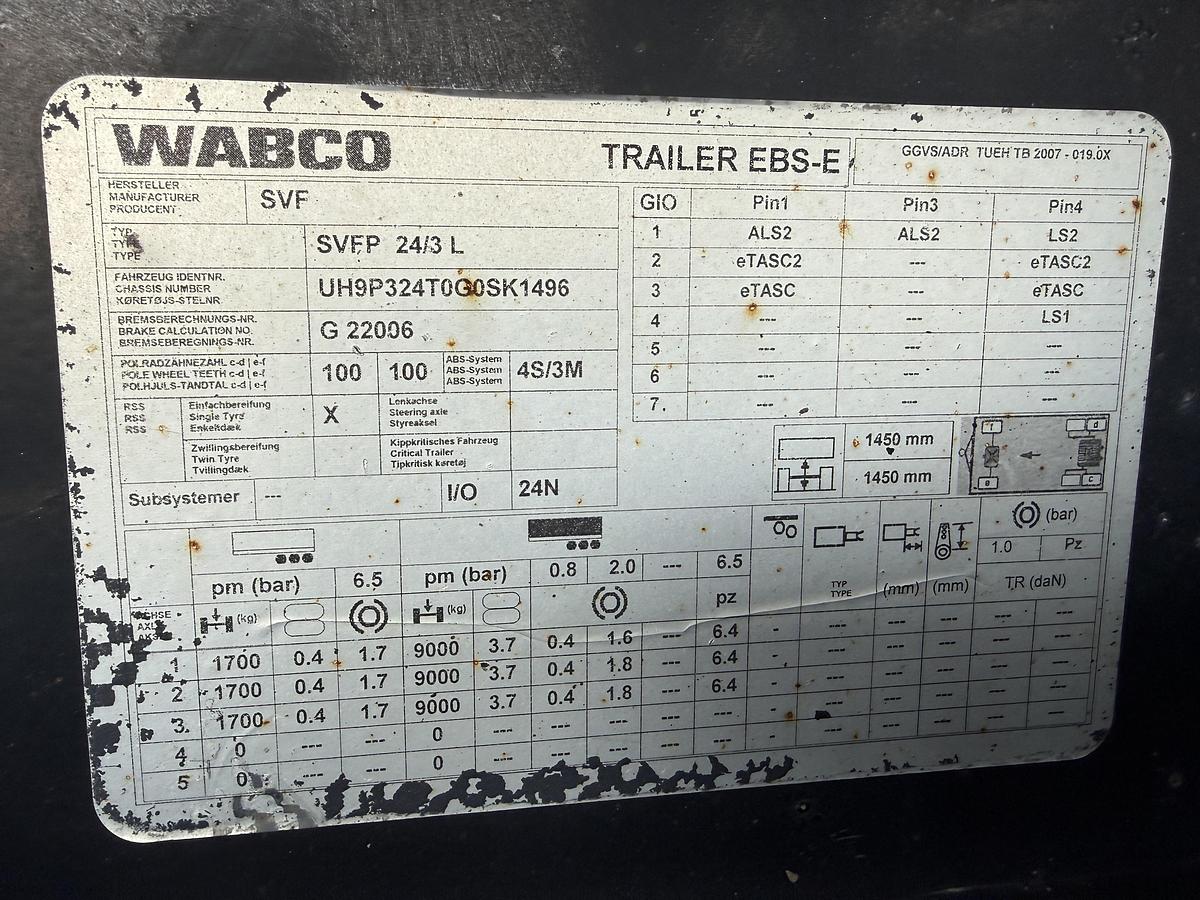 WABCO
TRAILER EBS-E
GGVS/ADR TUEH TB 2007 - 019.0X
HERSTELLER
MANUFACTURER
PRODUCENT
SVF
TYP
TYPE
TYPE
SVFP 24/3 L
FAHRZEUG IDENTNR.
CHASSIS NUMBER
KØRETØJS-STELNR.
UH9P324T0G0SK1496
BREMSBERECHNUNGS-NR.
BRAKE CALCULATION NO.
BREMSEBEREGNINGS-NR.
G 22006
POLRADZÄHNEZAHL c-d | e-f
POLE WHEEL TEETH c-d | e-f
POLHJULS-TANDTAL c-d | e-f
100 100
ABS-System
ABS-System
ABS-System
4S/3M
RSS
RSS
RSS
Einfachbereifung
Single Tyre
Enkeltdæk
X
Lenkachse
Steering axle
Styreaksel
Zwillingsbereifung
Twin Tyre
Tvillingdæk
Kippkritisches Fahrzeug
Critical Trailer
Tipkritisk køretøj
Subsystemer --- I/O 24N
GIO Pin1 Pin3 Pin4
1 ALS2 ALS2 LS2
2 eTASC2 --- eTASC2
3 eTASC --- eTASC
4 --- --- LS1
5 --- --- ---
6 --- --- ---
7. --- --- ---
1450 mm
1450 mm
f d
e c
pm (bar) 6.5 pm (bar) 0.8 2.0 --- 6.5
(bar)
1.0 Pz
(kg) (kg) pz
TYP
TYPE
(mm) (mm) TR (daN)
1 1700 0.4 1.7 9000 3.7 0.4 1.6 --- 6.4 - --- --- --- --- ---
2 1700 0.4 1.7 9000 3.7 0.4 1.8 --- 6.4 - --- --- --- --- ---
3. 1700 0.4 1.7 9000 3.7 0.4 1.8 --- 6.4 - --- --- --- --- ---
4 0 --- --- 0 --- --- --- --- --- - --- --- --- --- ---
5 0 --- --- 0 --- --- --- --- --- - --- --- --- --- ---